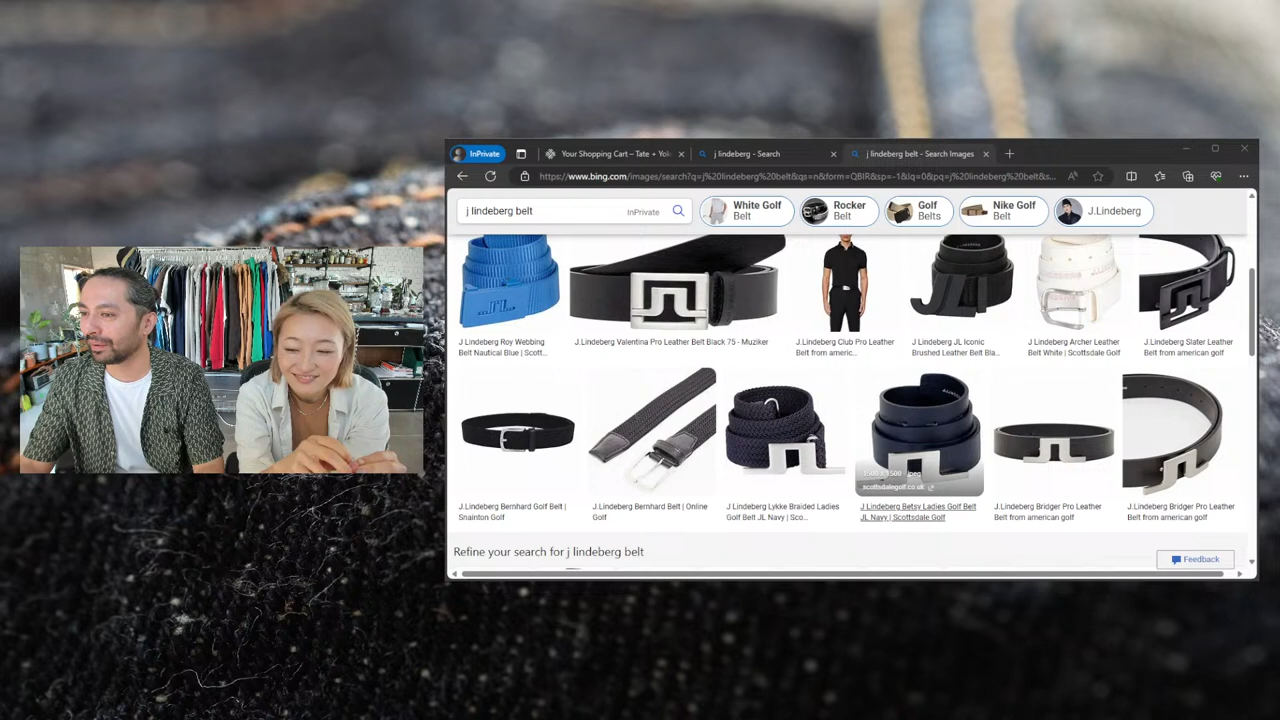 InPrivate
Your Shopping Cart – Tate + Yok
j lindeberg - Search
j lindeberg belt - Search Images
https://www.bing.com/images/search?q=j%20lindeberg%20belt&qs=n&form=QBIR&sp=-1&lq=0&pq=j%20lindeberg%20belt&s...
j lindeberg belt
InPrivate
White Golf
Belt
Rocker
Belt
Golf
Belts
Nike Golf
Belt
J.Lindeberg
J.Lindeberg Roy Webbing
Belt Nautical Blue | Scott...
J.Lindeberg Valentina Pro Leather Belt Black 75 - Muziker
J.Lindeberg Club Pro Leather
Belt from americ...
J.Lindeberg JL Iconic
Brushed Leather Belt Bla...
J.Lindeberg Archer Leather
Belt White | Scottsdale Golf
J.Lindeberg Slater Leather
Belt from american golf
1500 x 1500 · jpeg
scottsdalegolf.co.uk
J.Lindeberg Bernhard Golf Belt |
Snainton Golf
J.Lindeberg Bernhard Belt | Online
Golf
J.Lindeberg Lykke Braided Ladies
Golf Belt JL Navy | Sco...
J.Lindeberg Betsy Ladies Golf Belt
JL Navy | Scottsdale Golf
J.Lindeberg Bridger Pro Leather
Belt from american golf
J.Lindeberg Bridger Pro Leather
Belt from american golf
Refine your search for j lindeberg belt
Feedback